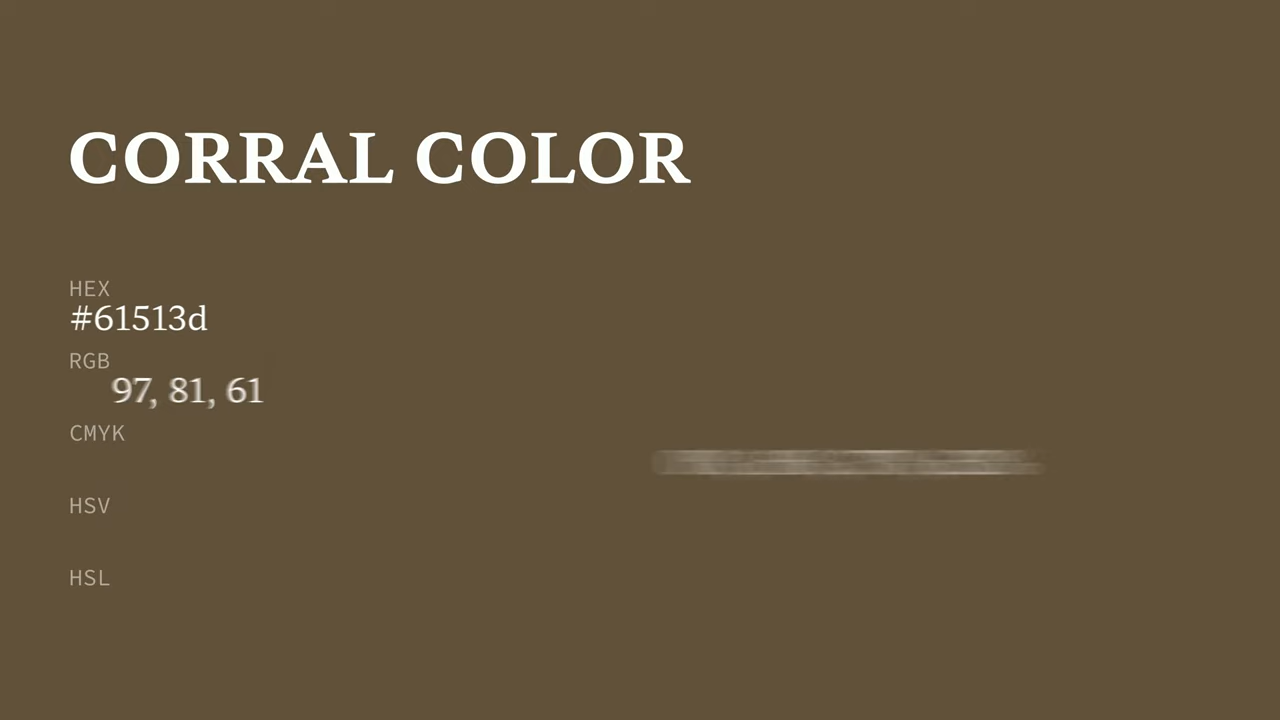 CORRAL COLOR
HEX
#61513d
RGB
97, 81, 61
CMYK
HSV
HSL